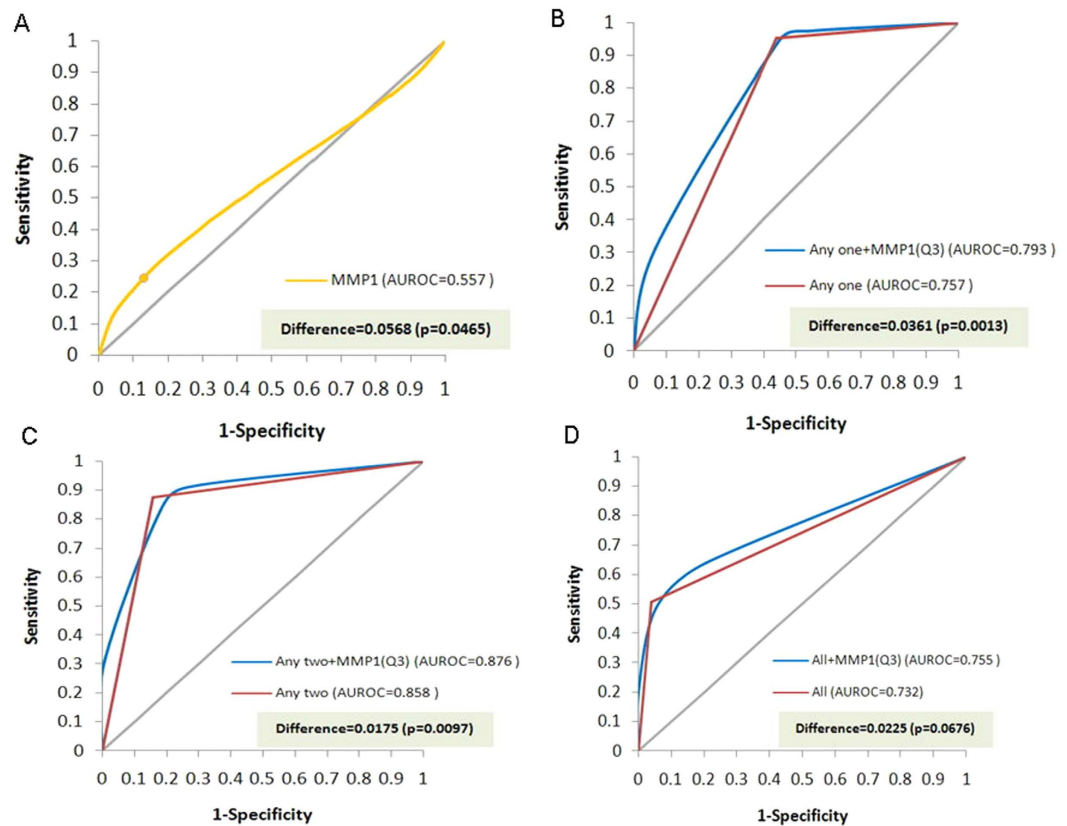 A
1
0.9
0.8
0.7
0.6
0.5
0.4
0.3
0.2
0.1
0
Sensitivity
MMP1 (AUROC=0.557 )
Difference=0.0568 (p=0.0465)
0 0.1 0.2 0.3 0.4 0.5 0.6 0.7 0.8 0.9 1
1-Specificity
B
1
0.9
0.8
0.7
0.6
0.5
0.4
0.3
0.2
0.1
0
Sensitivity
Any one+MMP1(Q3) (AUROC=0.793 )
Any one (AUROC=0.757 )
Difference=0.0361 (p=0.0013)
0 0.1 0.2 0.3 0.4 0.5 0.6 0.7 0.8 0.9 1
1-Specificity
C
1
0.9
0.8
0.7
0.6
0.5
0.4
0.3
0.2
0.1
0
Sensitivity
Any two+MMP1(Q3) (AUROC=0.876 )
Any two (AUROC=0.858 )
Difference=0.0175 (p=0.0097)
0 0.1 0.2 0.3 0.4 0.5 0.6 0.7 0.8 0.9 1
1-Specificity
D
1
0.9
0.8
0.7
0.6
0.5
0.4
0.3
0.2
0.1
0
Sensitivity
All+MMP1(Q3) (AUROC=0.755 )
All (AUROC=0.732)
Difference=0.0225 (p=0.0676)
0 0.1 0.2 0.3 0.4 0.5 0.6 0.7 0.8 0.9 1
1-Specificity